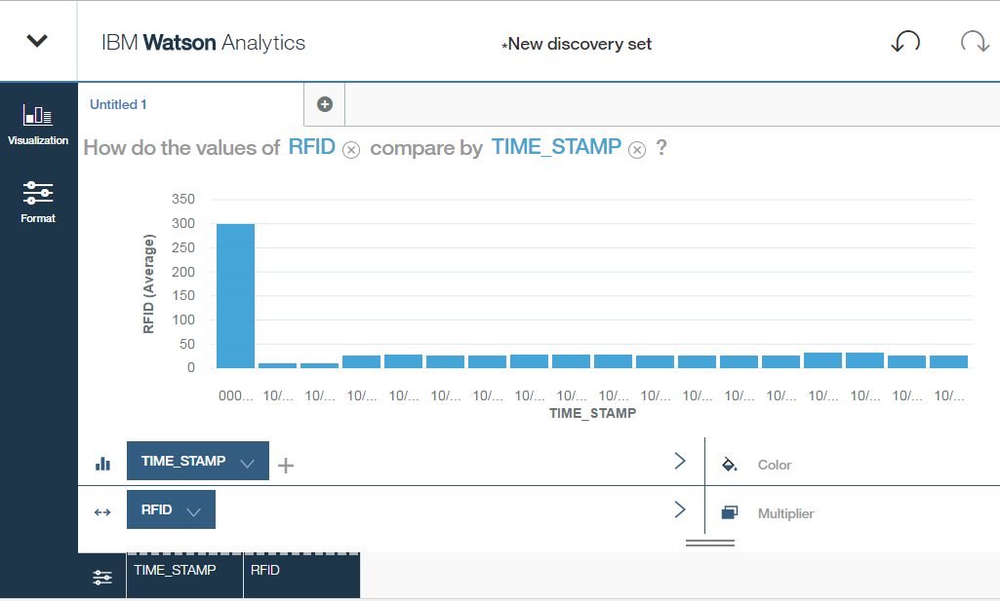 IBM Watson Analytics
*New discovery set
Visualization
Format
Untitled 1
How do the values of RFID compare by TIME_STAMP ?
350
300
250
200
150
100
50
0
RFID (Average)
000... 10/... 10/... 10/... 10/... 10/... 10/... 10/... 10/... 10/... 10/... 10/... 10/... 10/... 10/... 10/... 10/... 10/...
TIME_STAMP
TIME_STAMP
Color
RFID
Multiplier
TIME_STAMP RFID